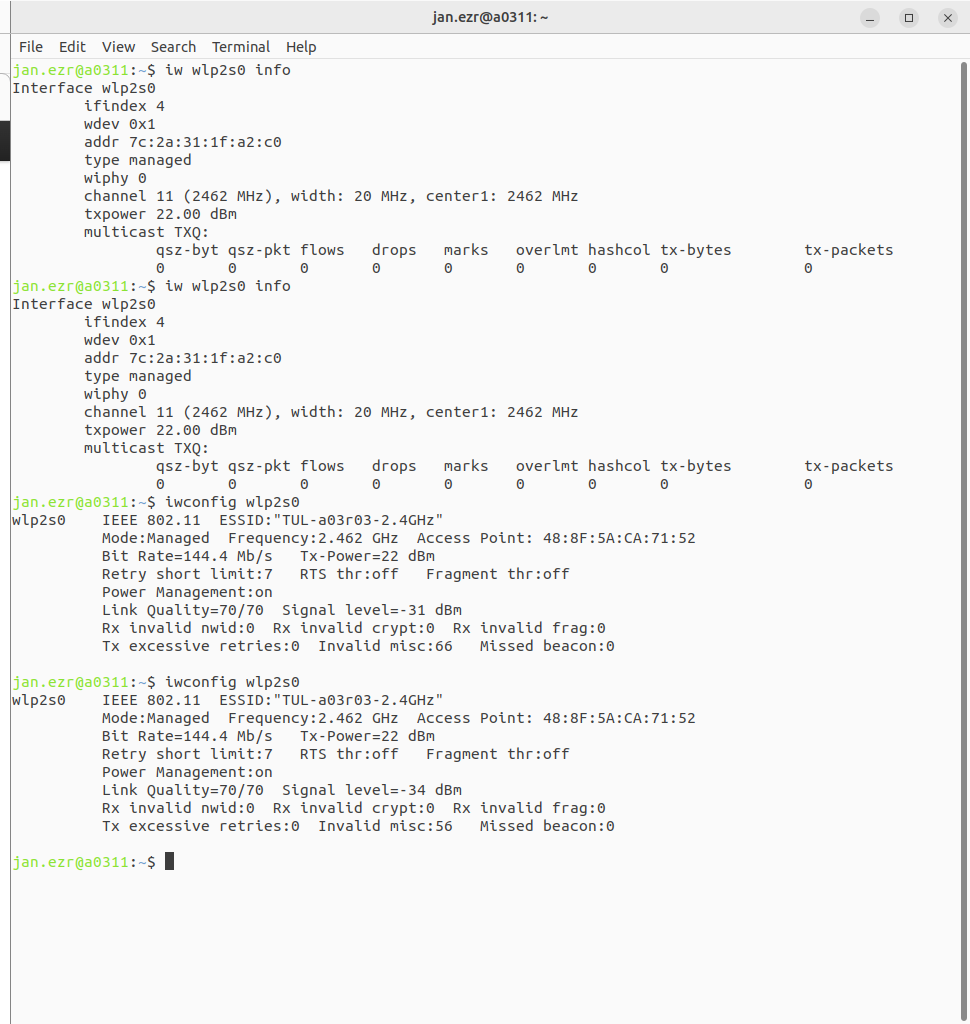 jan.ezr@a0311: ~
File Edit View Search Terminal Help
jan.ezr@a0311:~$ iw wlp2s0 info
Interface wlp2s0
        ifindex 4
        wdev 0x1
        addr 7c:2a:31:1f:a2:c0
        type managed
        wiphy 0
        channel 11 (2462 MHz), width: 20 MHz, center1: 2462 MHz
        txpower 22.00 dBm
        multicast TXQ:
                qsz-byt qsz-pkt flows   drops   marks   overlmt hashcol tx-bytes        tx-packets
                0       0       0       0       0       0       0       0               0
jan.ezr@a0311:~$ iw wlp2s0 info
Interface wlp2s0
        ifindex 4
        wdev 0x1
        addr 7c:2a:31:1f:a2:c0
        type managed
        wiphy 0
        channel 11 (2462 MHz), width: 20 MHz, center1: 2462 MHz
        txpower 22.00 dBm
        multicast TXQ:
                qsz-byt qsz-pkt flows   drops   marks   overlmt hashcol tx-bytes        tx-packets
                0       0       0       0       0       0       0       0               0
jan.ezr@a0311:~$ iwconfig wlp2s0
wlp2s0    IEEE 802.11  ESSID:"TUL-a03r03-2.4GHz"
          Mode:Managed  Frequency:2.462 GHz  Access Point: 48:8F:5A:CA:71:52
          Bit Rate=144.4 Mb/s   Tx-Power=22 dBm
          Retry short limit:7   RTS thr:off   Fragment thr:off
          Power Management:on
          Link Quality=70/70  Signal level=-31 dBm
          Rx invalid nwid:0  Rx invalid crypt:0  Rx invalid frag:0
          Tx excessive retries:0  Invalid misc:66   Missed beacon:0
jan.ezr@a0311:~$ iwconfig wlp2s0
wlp2s0    IEEE 802.11  ESSID:"TUL-a03r03-2.4GHz"
          Mode:Managed  Frequency:2.462 GHz  Access Point: 48:8F:5A:CA:71:52
          Bit Rate=144.4 Mb/s   Tx-Power=22 dBm
          Retry short limit:7   RTS thr:off   Fragment thr:off
          Power Management:on
          Link Quality=70/70  Signal level=-34 dBm
          Rx invalid nwid:0  Rx invalid crypt:0  Rx invalid frag:0
          Tx excessive retries:0  Invalid misc:56   Missed beacon:0
jan.ezr@a0311:~$